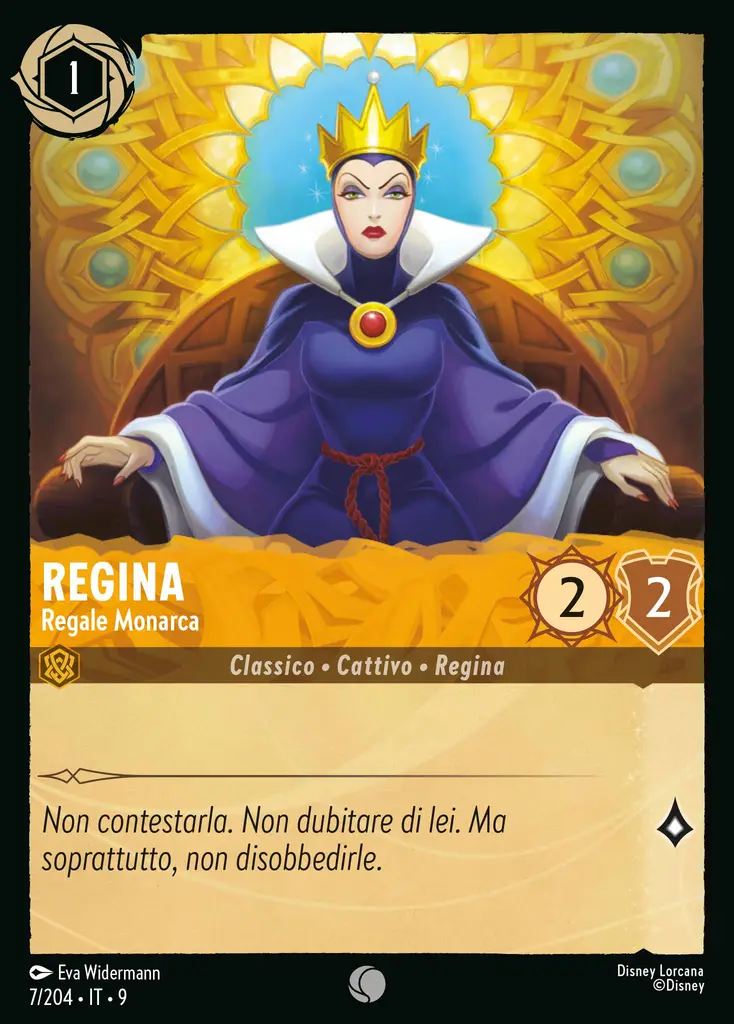 1
REGINA
Regale Monarca
2
2
Classico • Cattivo • Regina
Non contestarla. Non dubitare di lei. Ma
soprattutto, non disobbedirle.
Eva Widermann
7/204 • IT • 9
Disney Lorcana
©Disney